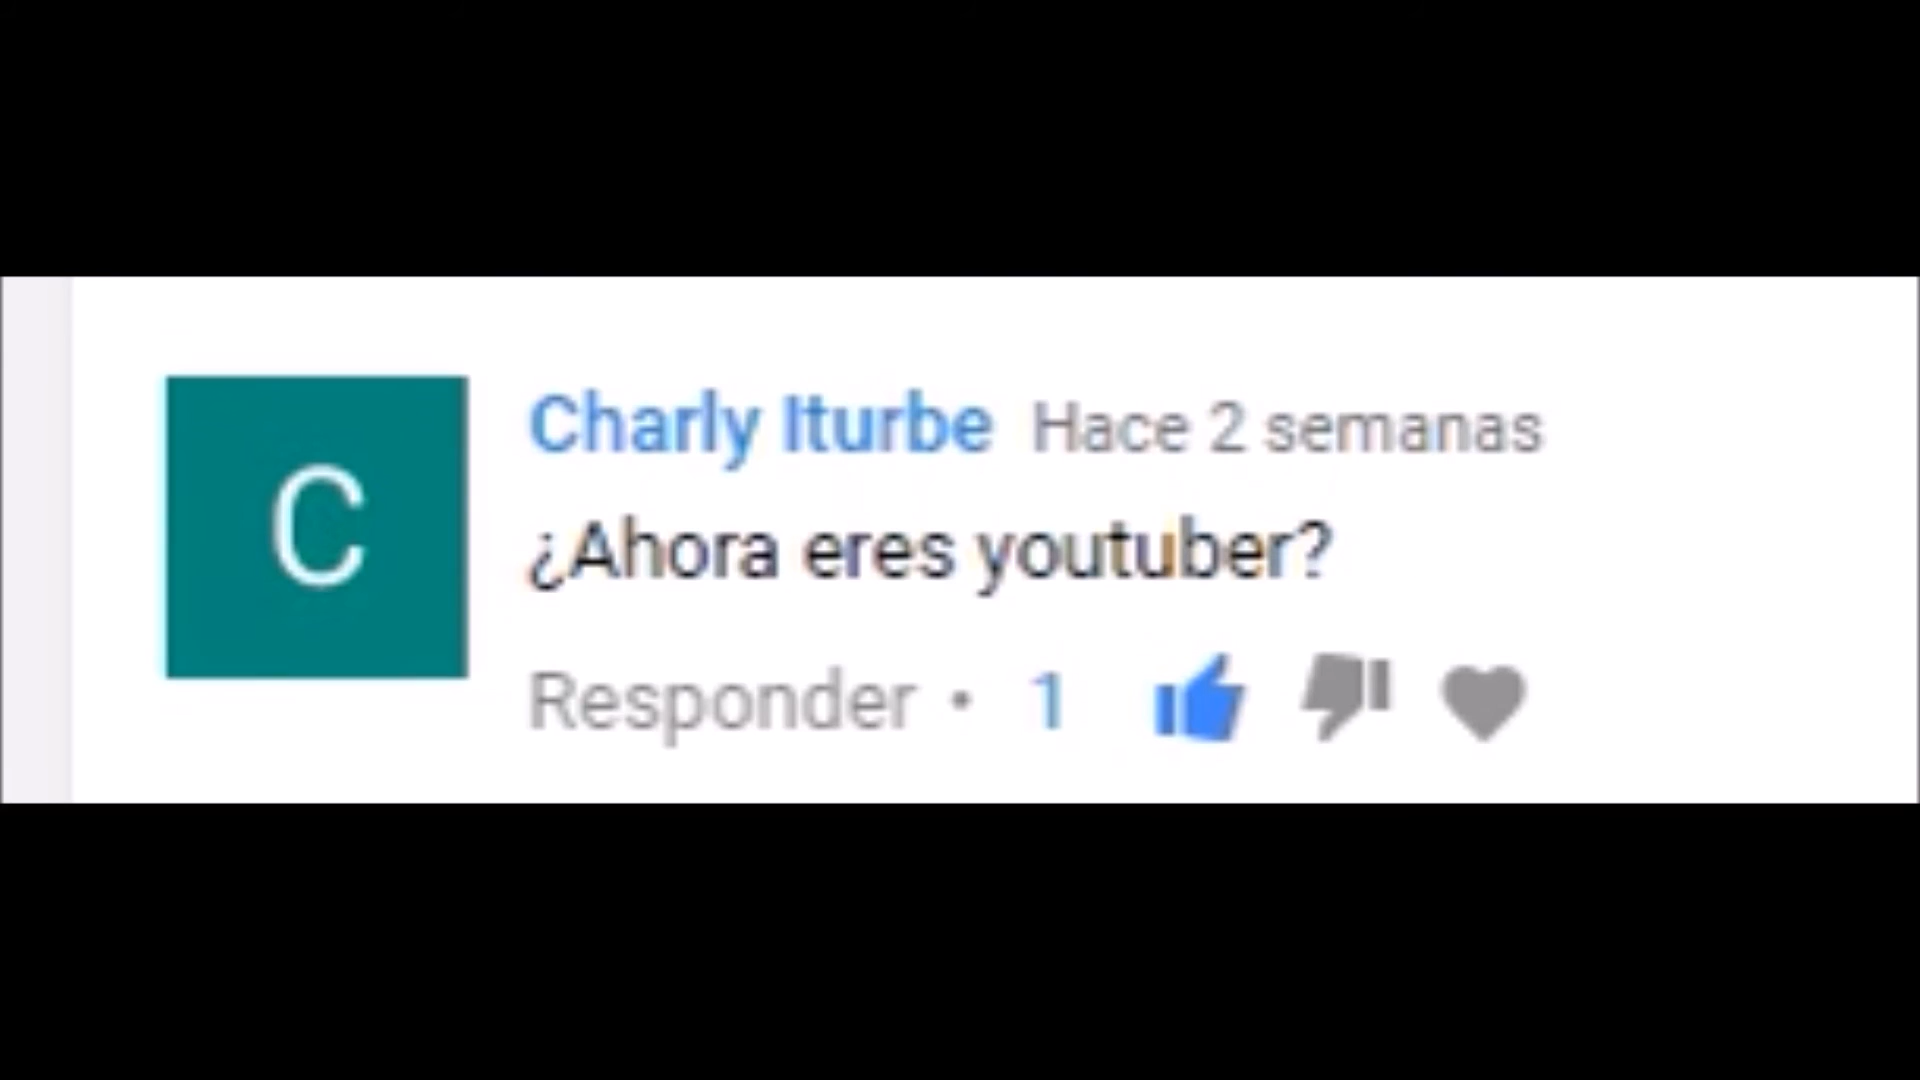 C
Charly Iturbe Hace 2 semanas
¿Ahora eres youtuber?
Responder • 1